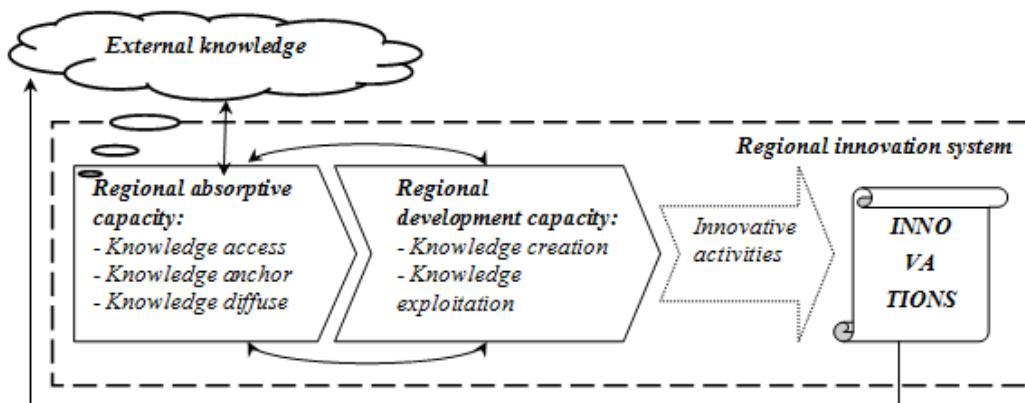 External knowledge
Regional innovation system
Regional absorptive
capacity:
- Knowledge access
- Knowledge anchor
- Knowledge diffuse
Regional
development capacity:
- Knowledge creation
- Knowledge
exploitation
Innovative
activities
INNO
VA
TIONS